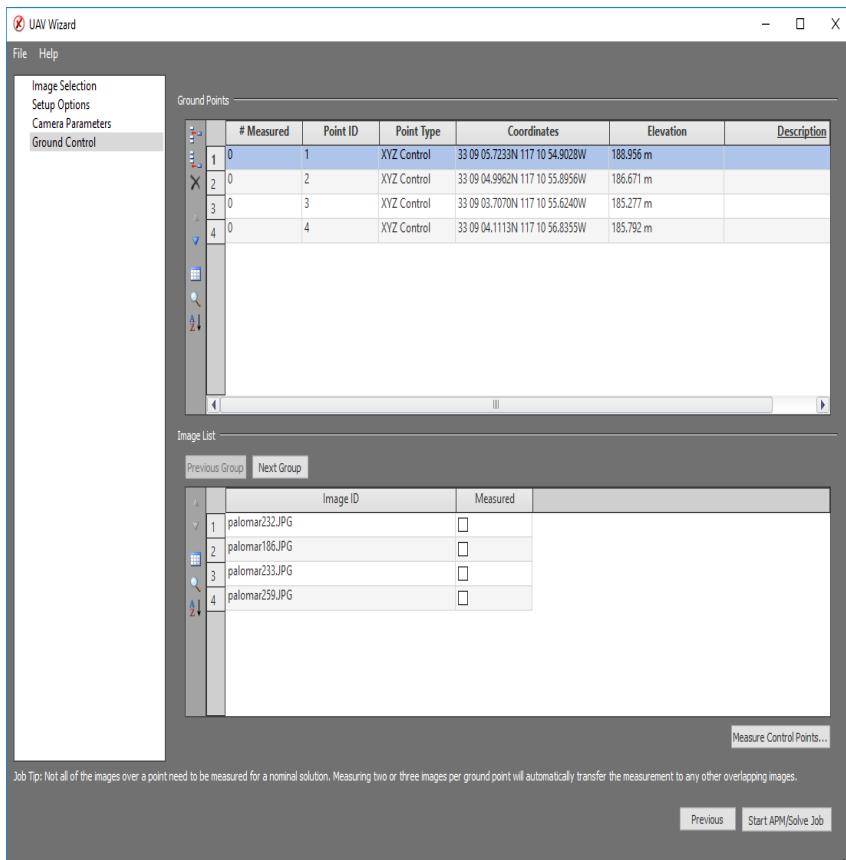 UAV Wizard
File Help
Image Selection
Setup Options
Camera Parameters
Ground Control
Ground Points
# Measured Point ID Point Type Coordinates Elevation Description
1 0 1 XYZ Control 33 09 05.7233N 117 10 54.9028W 188.956 m
2 0 2 XYZ Control 33 09 04.9962N 117 10 55.8956W 186.671 m
3 0 3 XYZ Control 33 09 03.7070N 117 10 55.6240W 185.277 m
4 0 4 XYZ Control 33 09 04.1113N 117 10 56.8355W 185.792 m
Image List
Previous Group Next Group
Image ID Measured
1 palomar232.JPG
2 palomar186.JPG
3 palomar233.JPG
4 palomar259.JPG
Measure Control Points...
Job Tip: Not all of the images over a point need to be measured for a nominal solution. Measuring two or three images per ground point will automatically transfer the measurement to any other overlapping images.
Previous Start APM/Solve Job